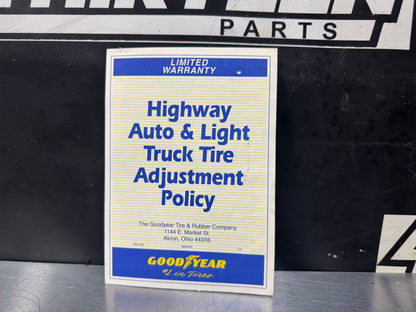 THIRTEEN
PARTS
LIMITED
WARRANTY
Highway
Auto & Light
Truck Tire
Adjustment
Policy
The Goodyear Tire & Rubber Company
1144 E. Market St.
Akron, Ohio 44316
GOODYEAR
#1 in Tires